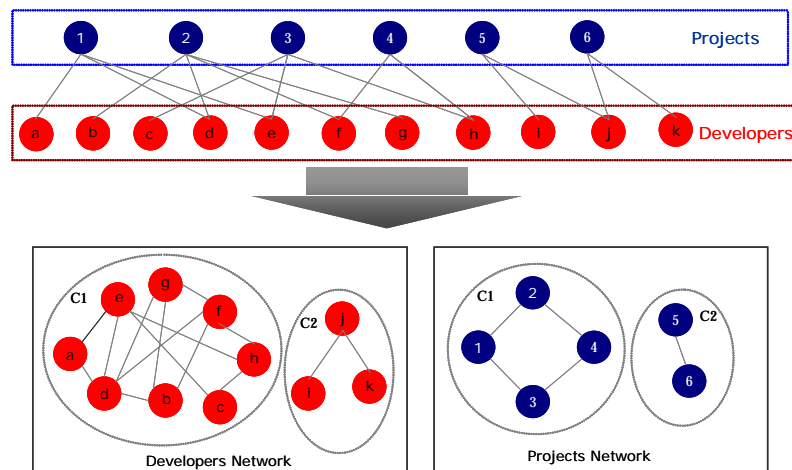 1 2 3 4 5 6 Projects
a b c d e f g h i j k Developers
C1 e g f a h d b c
C2 j i k
Developers Network
C1 2 1 4 3
5 C2 6
Projects Network